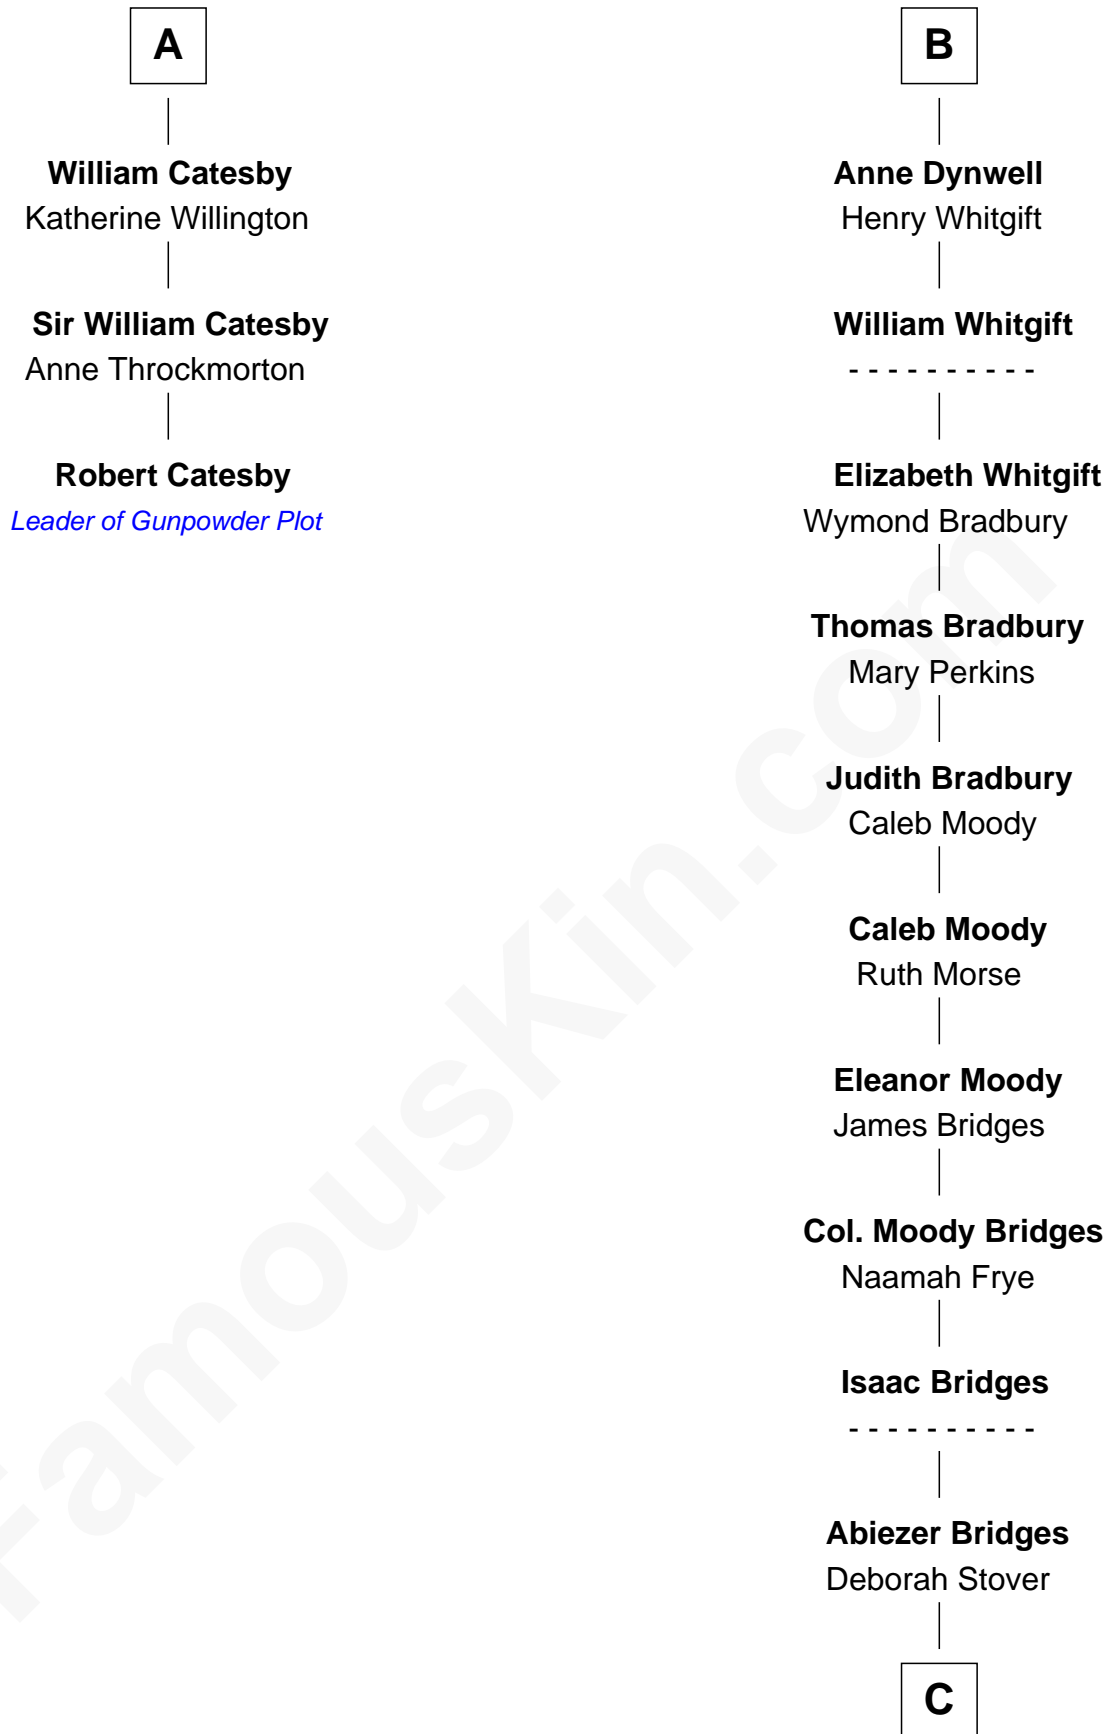 A
William Catesby
Katherine Willington
Sir William Catesby
Anne Throckmorton
Robert Catesby
Leader of Gunpowder Plot
B
Anne Dynwell
Henry Whitgift
William Whitgift
- - - - - - - - - -
Elizabeth Whitgift
Wymond Bradbury
Thomas Bradbury
Mary Perkins
Judith Bradbury
Caleb Moody
Caleb Moody
Ruth Morse
Eleanor Moody
James Bridges
Col. Moody Bridges
Naamah Frye
Isaac Bridges
- - - - - - - - - -
Abiezer Bridges
Deborah Stover
C
FamousKin.com